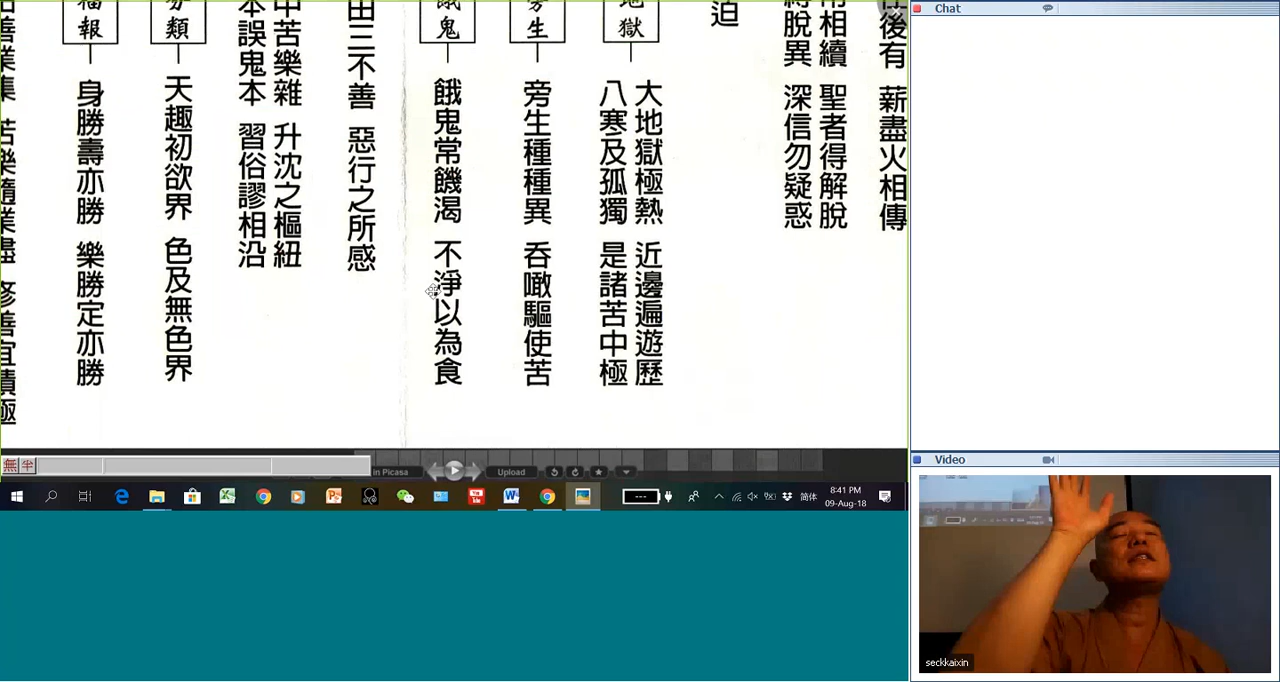 後有 薪盡火相傳
相續 聖者得解脫
脫異 深信勿疑惑
迫
地獄
大地獄極熱 近邊遍遊歷
八寒及孤獨 是諸苦中極
旁生
旁生種種異 吞噉驅使苦
餓鬼
餓鬼常饑渴 不淨以為食
由三不善 惡行之所感
中苦樂雜 升沈之樞紐
本誤鬼本 習俗謬相沿
類
天趣初欲界 色及無色界
福報
身勝壽亦勝 樂勝定亦勝
無 半
in Picasa
Upload
简体
8:41 PM
09-Aug-18
Chat
Video
seckkaixin